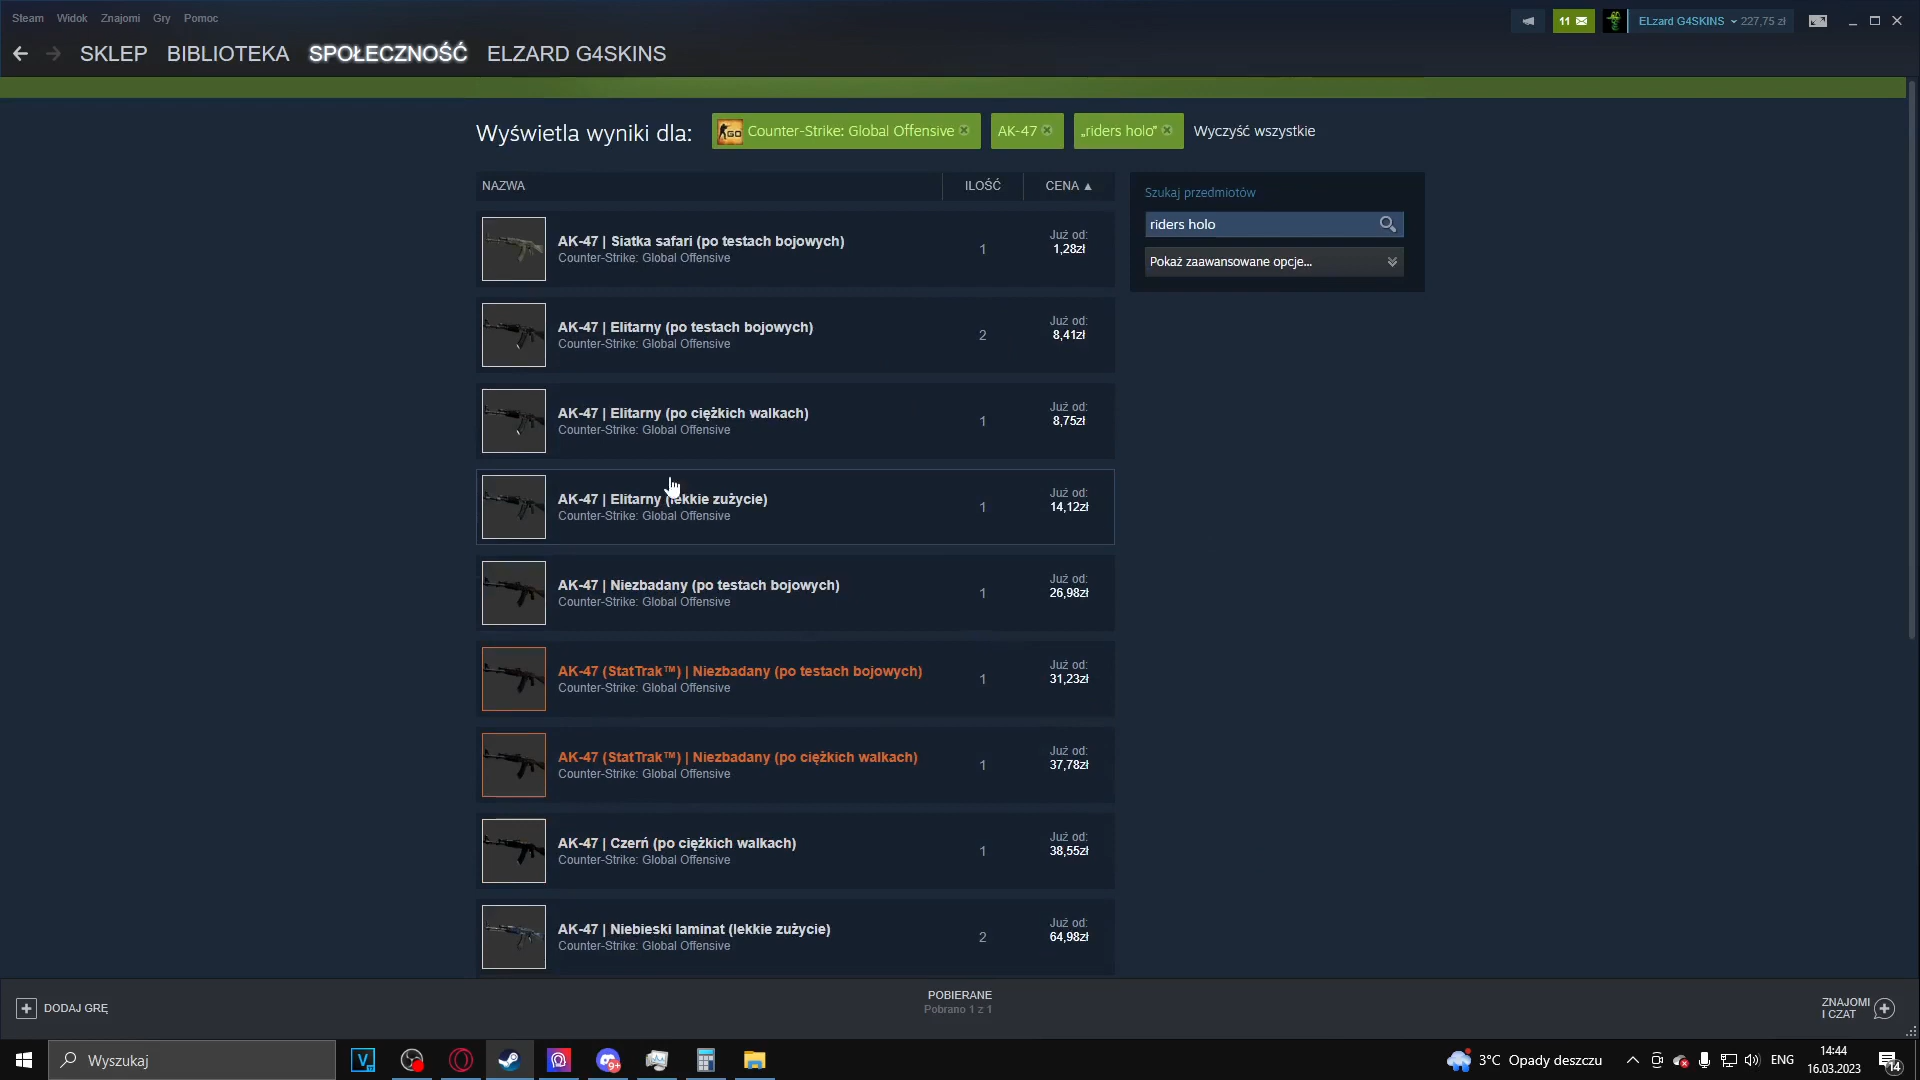 Steam Widok Znajomi Gry Pomoc
11 ELzard G4SKINS 227,75 zł
SKLEP BIBLIOTEKA SPOŁECZNOŚĆ ELZARD G4SKINS
Wyświetla wyniki dla: Counter-Strike: Global Offensive AK-47 „riders holo” Wyczyść wszystkie
NAZWA ILOŚĆ CENA ▲
Szukaj przedmiotów
riders holo
Pokaż zaawansowane opcje...
AK-47 | Siatka safari (po testach bojowych)
Counter-Strike: Global Offensive
1
Już od:
1,28zł
AK-47 | Elitarny (po testach bojowych)
Counter-Strike: Global Offensive
2
Już od:
8,41zł
AK-47 | Elitarny (po ciężkich walkach)
Counter-Strike: Global Offensive
1
Już od:
8,75zł
AK-47 | Elitarny (lekkie zużycie)
Counter-Strike: Global Offensive
1
Już od:
14,12zł
AK-47 | Niezbadany (po testach bojowych)
Counter-Strike: Global Offensive
1
Już od:
26,98zł
AK-47 (StatTrak™) | Niezbadany (po testach bojowych)
Counter-Strike: Global Offensive
1
Już od:
31,23zł
AK-47 (StatTrak™) | Niezbadany (po ciężkich walkach)
Counter-Strike: Global Offensive
1
Już od:
37,78zł
AK-47 | Czerń (po ciężkich walkach)
Counter-Strike: Global Offensive
1
Już od:
38,55zł
AK-47 | Niebieski laminat (lekkie zużycie)
Counter-Strike: Global Offensive
2
Już od:
64,98zł
DODAJ GRĘ
POBIERANE
Pobrano 1 z 1
ZNAJOMI
I CZAT
Wyszukaj
9+
3°C Opady deszczu
ENG
14:44
16.03.2023
14